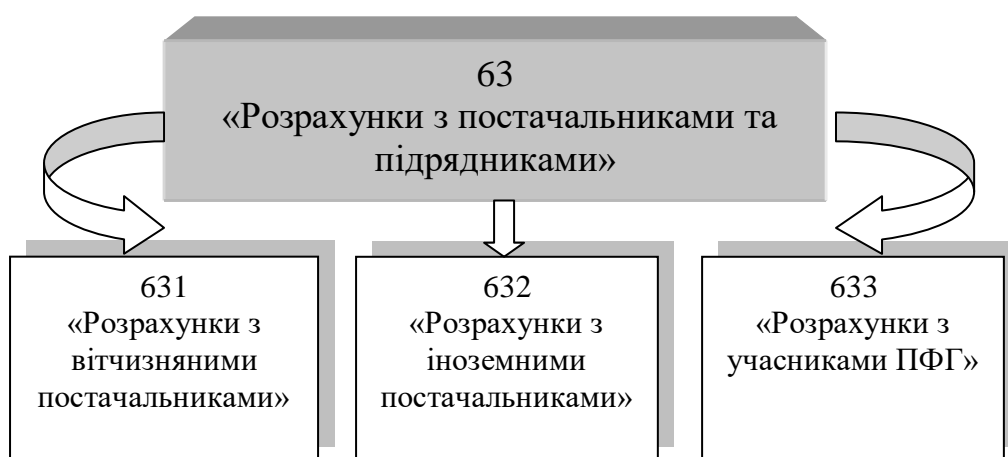 63
«Розрахунки з постачальниками та
підрядниками»
631
«Розрахунки з
вітчизняними
постачальниками»
632
«Розрахунки з
іноземними
постачальниками»
633
«Розрахунки з
учасниками ПФГ»